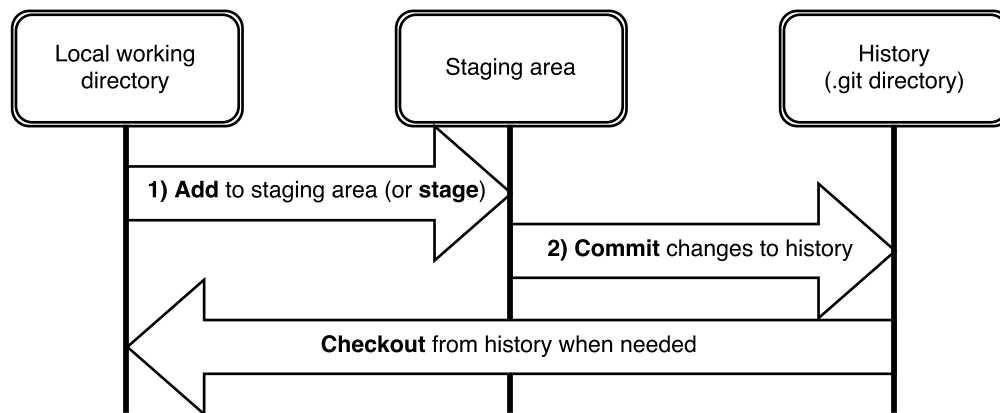 Local working
directory
Staging area
History
(.git directory)
1) Add to staging area (or stage)
2) Commit changes to history
Checkout from history when needed